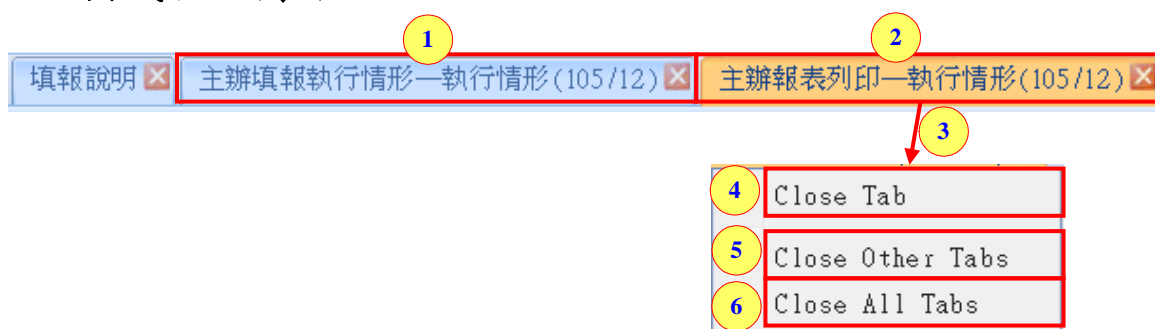 1 2
填報說明 主辦填報執行情形—執行情形(105/12) 主辦報表列印—執行情形(105/12)
3
4 Close Tab
5 Close Other Tabs
6 Close All Tabs